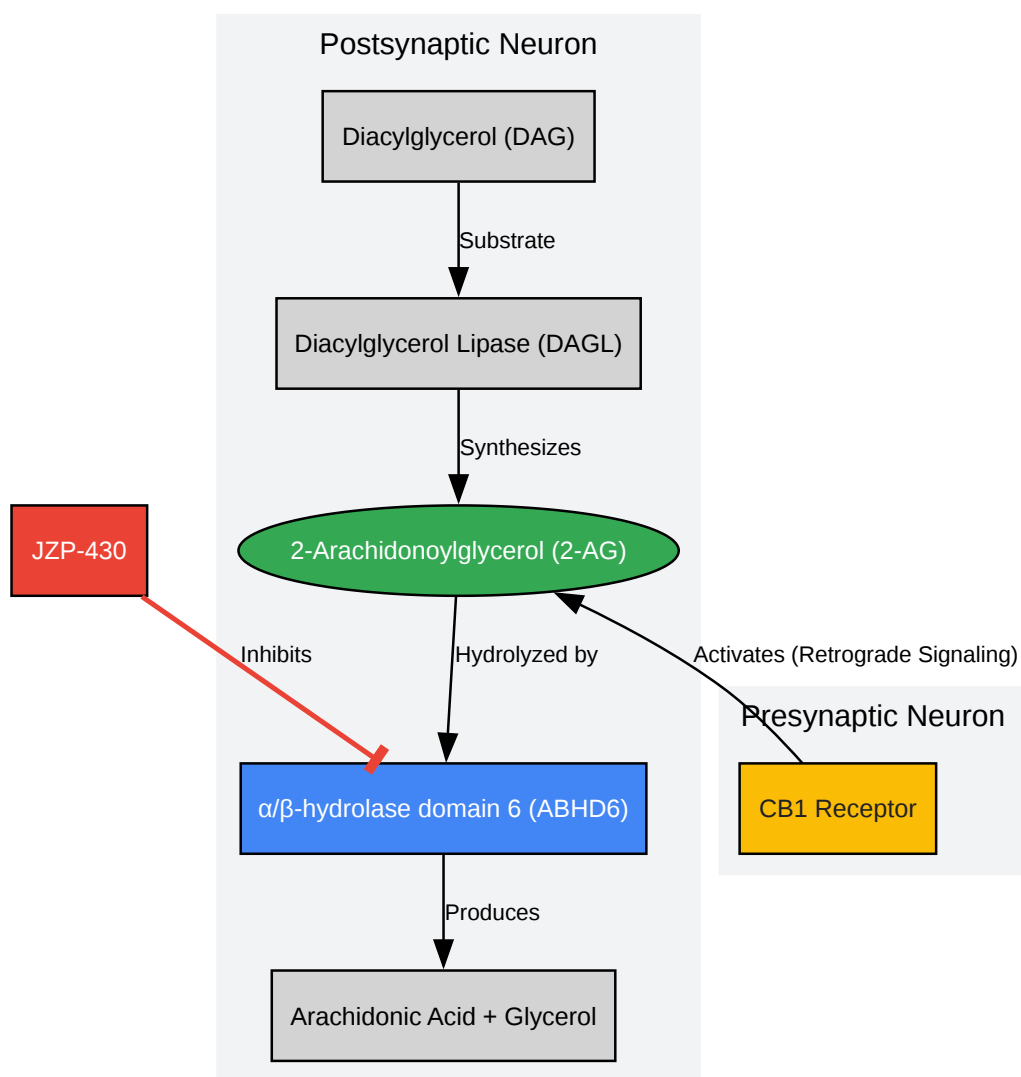 Postsynaptic Neuron
Diacylglycerol (DAG)
Substrate
Diacylglycerol Lipase (DAGL)
Synthesizes
JZP-430
2-Arachidonoylglycerol (2-AG)
Inhibits
Hydrolyzed by
Activates (Retrograde Signaling)
Presynaptic Neuron
α/β-hydrolase domain 6 (ABHD6)
CB1 Receptor
Produces
Arachidonic Acid + Glycerol